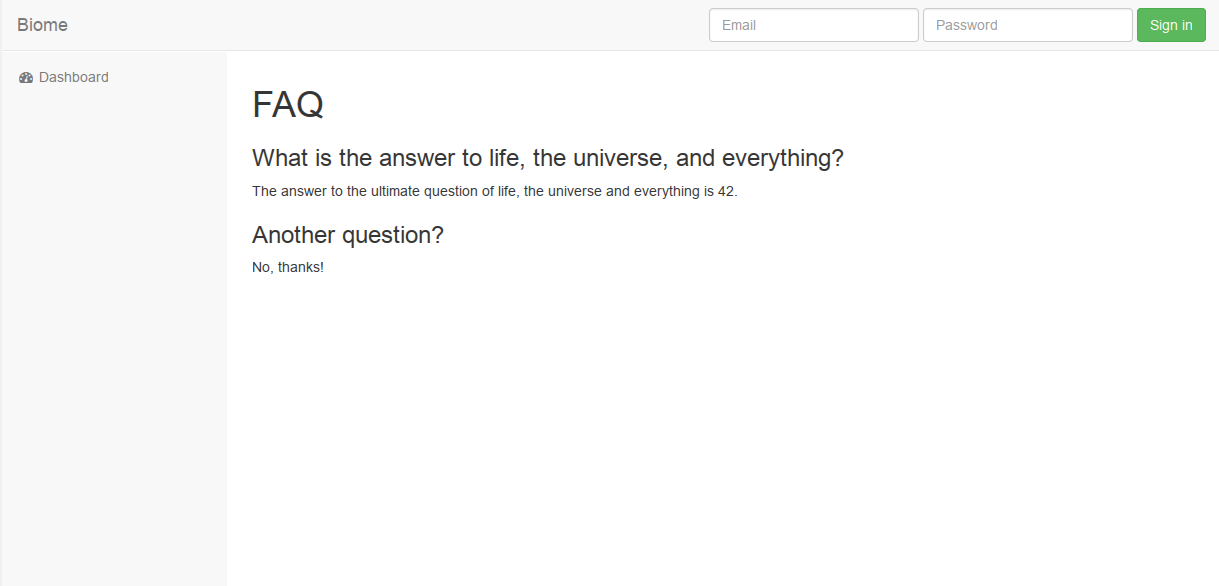 Biome
Email
Password
Sign in
Dashboard
FAQ
What is the answer to life, the universe, and everything?
The answer to the ultimate question of life, the universe and everything is 42.
Another question?
No, thanks!